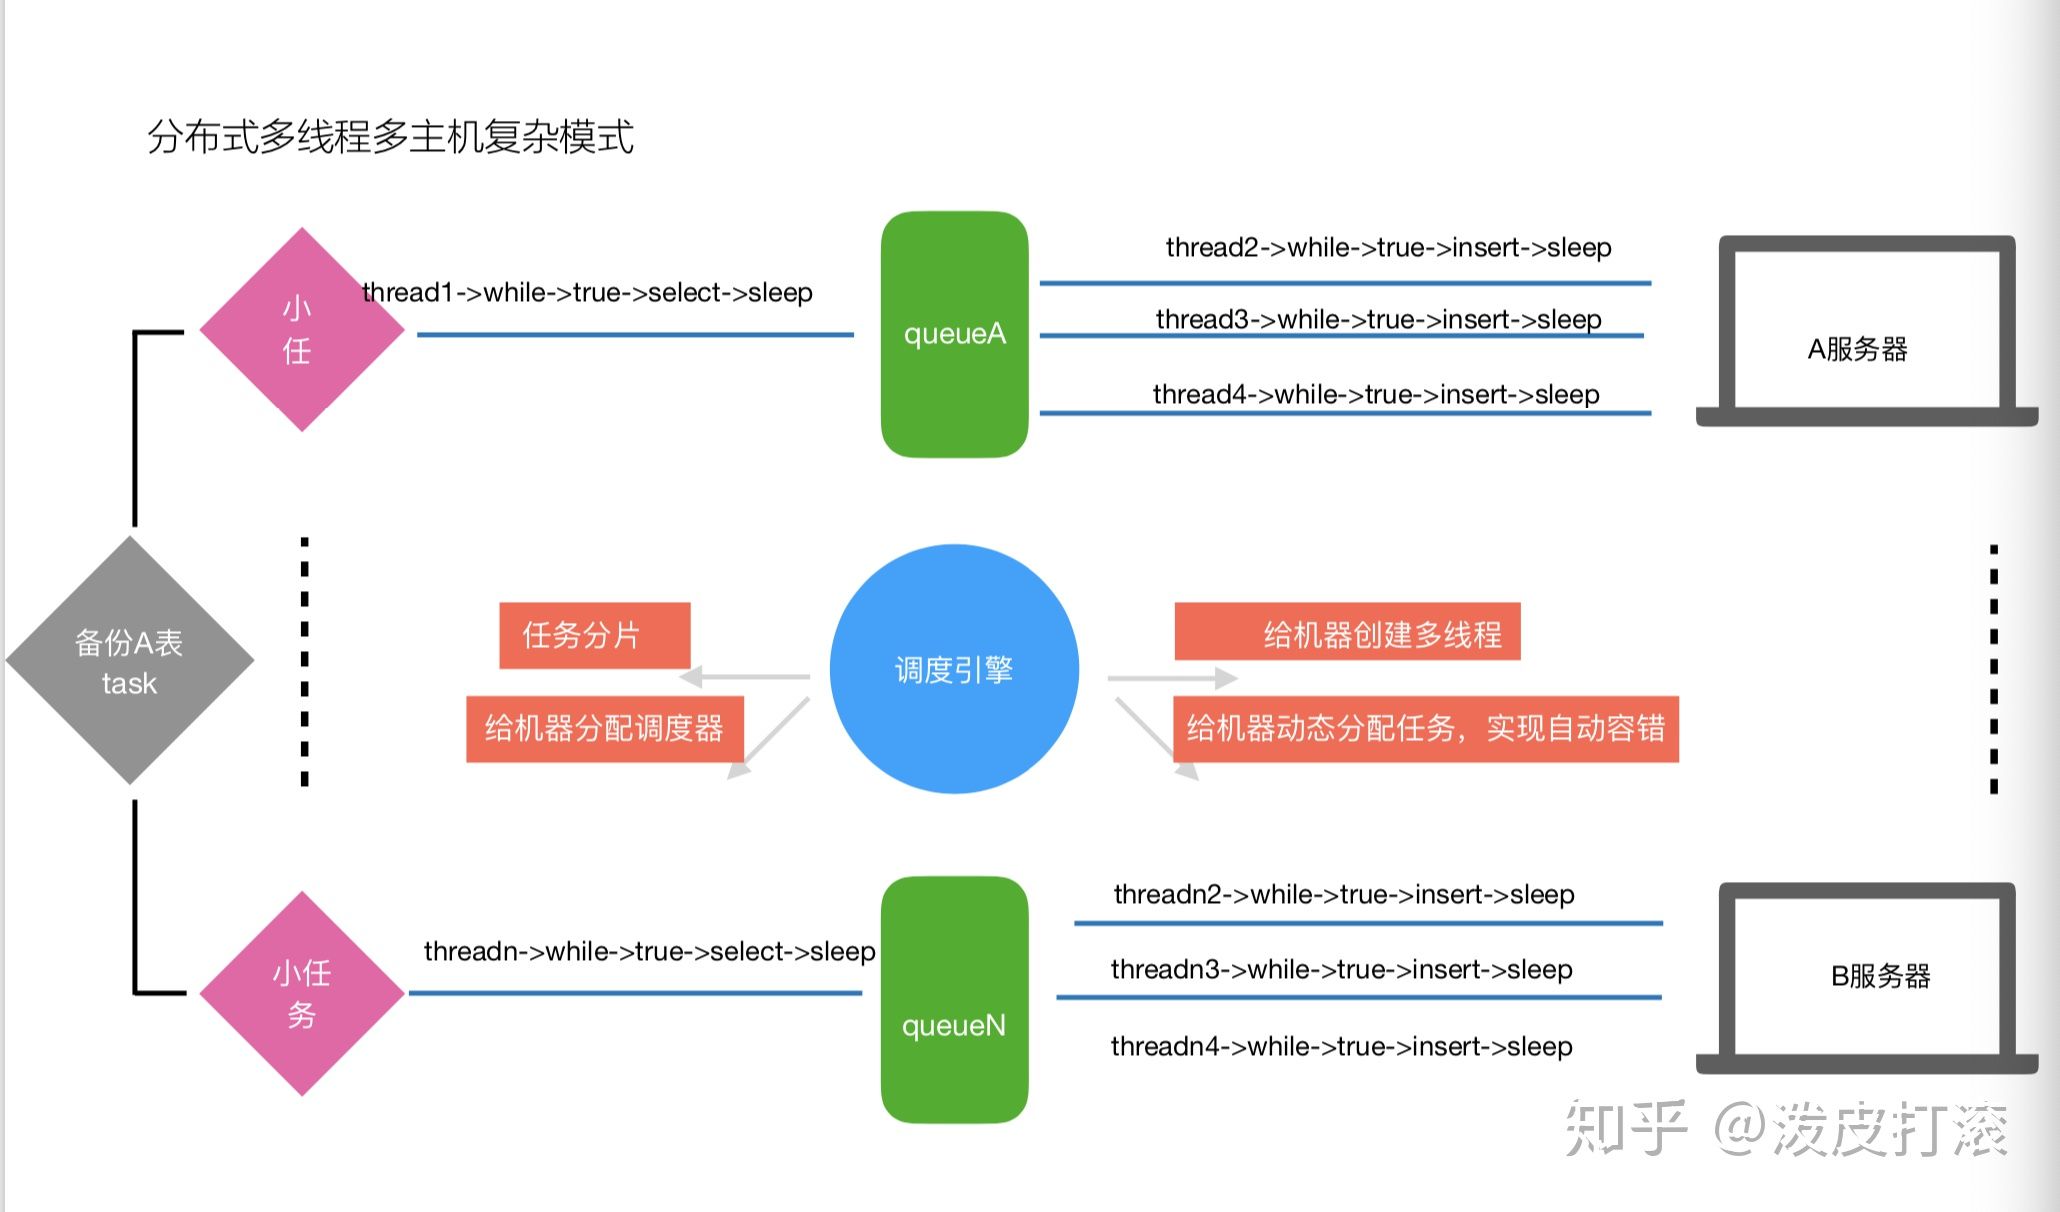 分布式多线程多主机复杂模式
小
任
thread1->while->true->select->sleep
queueA
thread2->while->true->insert->sleep
thread3->while->true->insert->sleep
thread4->while->true->insert->sleep
A服务器
备份A表
task
任务分片
给机器分配调度器
调度引擎
给机器创建多线程
给机器动态分配任务，实现自动容错
小任
务
threadn->while->true->select->sleep
queueN
threadn2->while->true->insert->sleep
threadn3->while->true->insert->sleep
threadn4->while->true->insert->sleep
B服务器
知乎 @泼皮打滚